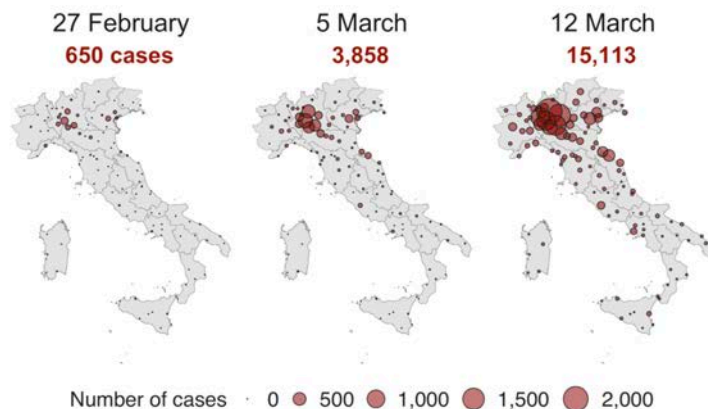 27 February 5 March 12 March
650 cases 3,858 15,113
Number of cases 0 500 1,000 1,500 2,000